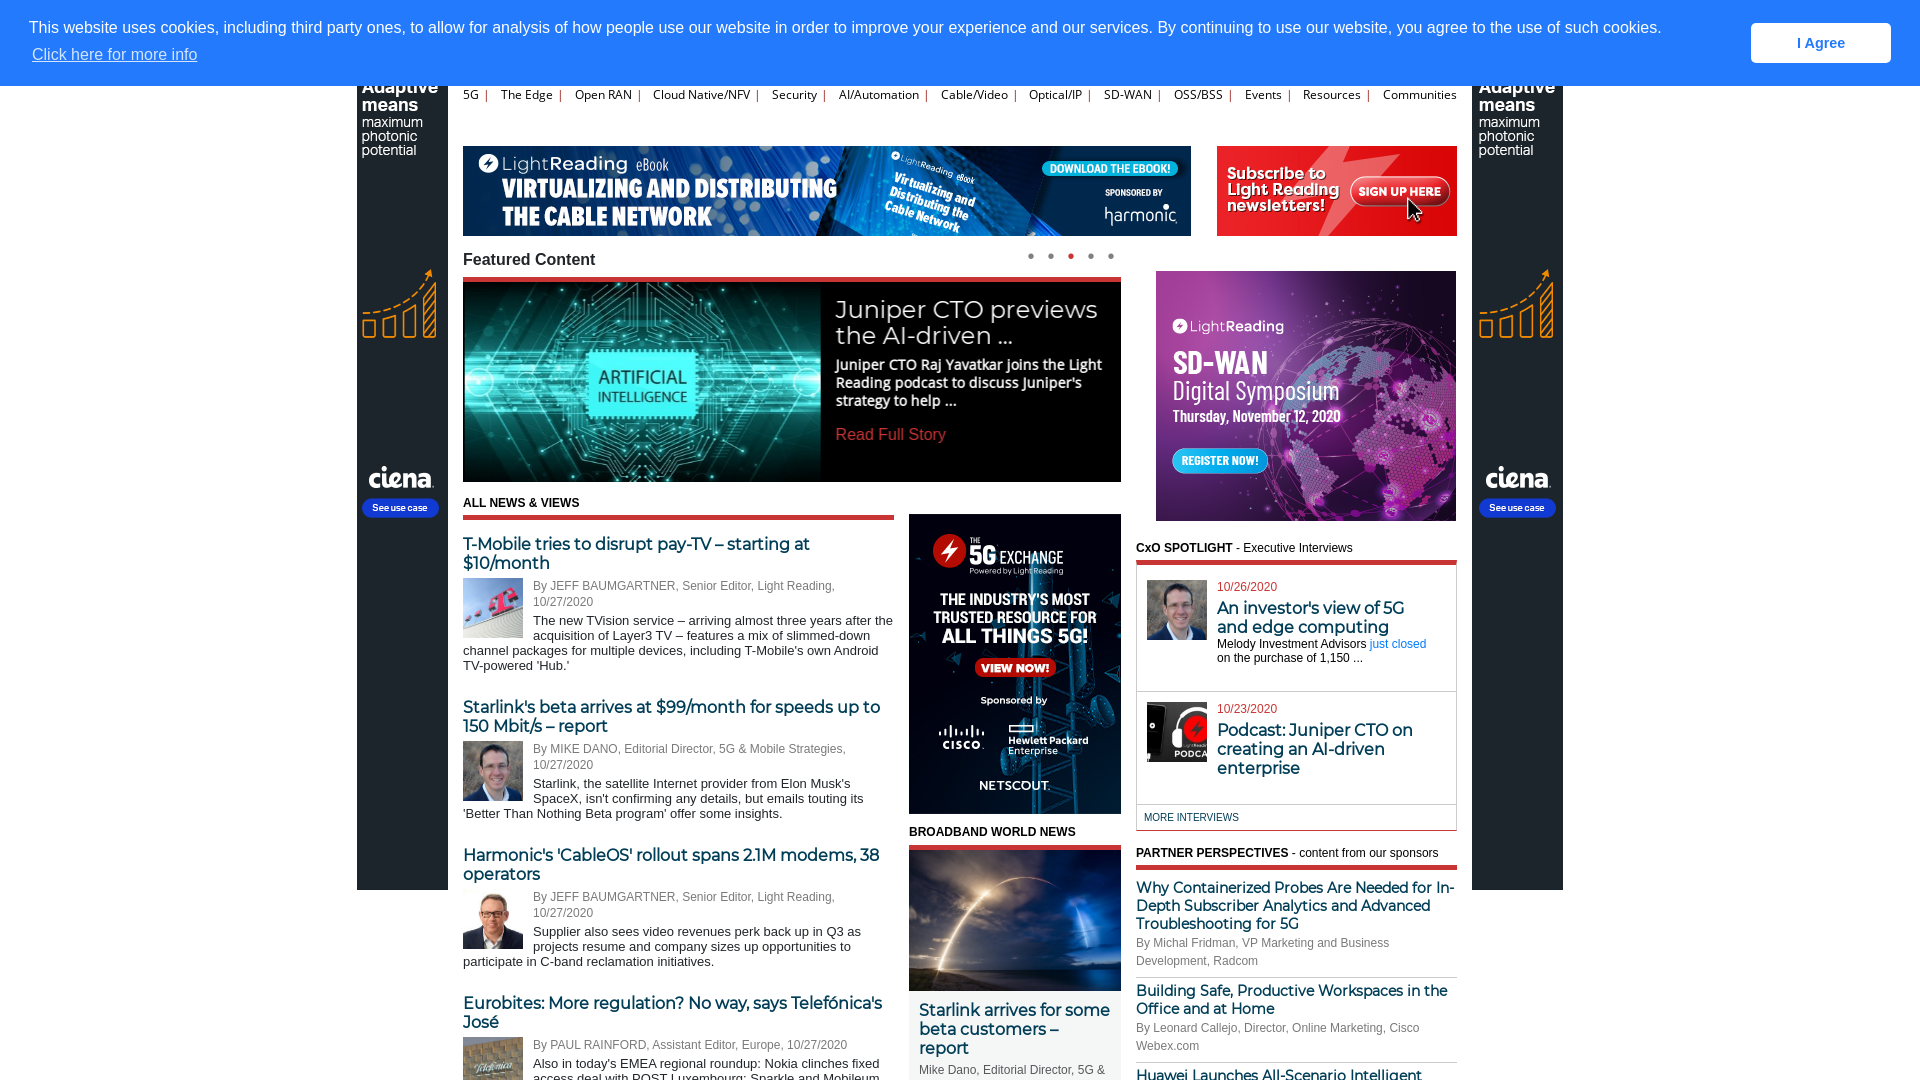 This website uses cookies, including third party ones, to allow for analysis of how people use our website in order to improve your experience and our services. By continuing to use our website, you agree to the use of such cookies.
Click here for more info
I Agree
Adaptive
means
maximum
photonic
potential
ciena
See use case
5G | The Edge | Open RAN | Cloud Native/NFV | Security | AI/Automation | Cable/Video | Optical/IP | SD-WAN | OSS/BSS | Events | Resources | Communities
Adaptive
means
maximum
photonic
potential
ciena
See use case
LightReading eBook
VIRTUALIZING AND DISTRIBUTING
THE CABLE NETWORK
LightReading eBook
Virtualizing and
Distributing the
Cable Network
DOWNLOAD THE EBOOK!
SPONSORED BY
harmonic
Subscribe to
Light Reading
newsletters!
SIGN UP HERE
Featured Content
ARTIFICIAL
INTELLIGENCE
Juniper CTO previews
the AI-driven ...
Juniper CTO Raj Yavatkar joins the Light
Reading podcast to discuss Juniper's
strategy to help ...
Read Full Story
LightReading
SD-WAN
Digital Symposium
Thursday, November 12, 2020
REGISTER NOW!
ALL NEWS & VIEWS
T-Mobile tries to disrupt pay-TV – starting at
$10/month
By JEFF BAUMGARTNER, Senior Editor, Light Reading,
10/27/2020
The new TVision service – arriving almost three years after the
acquisition of Layer3 TV – features a mix of slimmed-down
channel packages for multiple devices, including T-Mobile's own Android
TV-powered 'Hub.'
Starlink's beta arrives at $99/month for speeds up to
150 Mbit/s – report
By MIKE DANO, Editorial Director, 5G & Mobile Strategies,
10/27/2020
Starlink, the satellite Internet provider from Elon Musk's
SpaceX, isn't confirming any details, but emails touting its
'Better Than Nothing Beta program' offer some insights.
Harmonic's 'CableOS' rollout spans 2.1M modems, 38
operators
By JEFF BAUMGARTNER, Senior Editor, Light Reading,
10/27/2020
Supplier also sees video revenues perk back up in Q3 as
projects resume and company sizes up opportunities to
participate in C-band reclamation initiatives.
Eurobites: More regulation? No way, says Telefónica's
José
Telefónica
By PAUL RAINFORD, Assistant Editor, Europe, 10/27/2020
Also in today's EMEA regional roundup: Nokia clinches fixed
access deal with POST Luxembourg; Sparkle and Mobileum
THE
5G EXCHANGE
Powered by Light Reading
THE INDUSTRY'S MOST
TRUSTED RESOURCE FOR
ALL THINGS 5G!
VIEW NOW!
Sponsored by
CISCO
Hewlett Packard
Enterprise
NETSCOUT
BROADBAND WORLD NEWS
Starlink arrives for some
beta customers –
report
Mike Dano, Editorial Director, 5G &
CxO SPOTLIGHT - Executive Interviews
10/26/2020
An investor's view of 5G
and edge computing
Melody Investment Advisors just closed
on the purchase of 1,150 ...
PODCA
10/23/2020
Podcast: Juniper CTO on
creating an AI-driven
enterprise
MORE INTERVIEWS
PARTNER PERSPECTIVES - content from our sponsors
Why Containerized Probes Are Needed for In-
Depth Subscriber Analytics and Advanced
Troubleshooting for 5G
By Michal Fridman, VP Marketing and Business
Development, Radcom
Building Safe, Productive Workspaces in the
Office and at Home
By Leonard Callejo, Director, Online Marketing, Cisco
Webex.com
Huawei Launches All-Scenario Intelligent